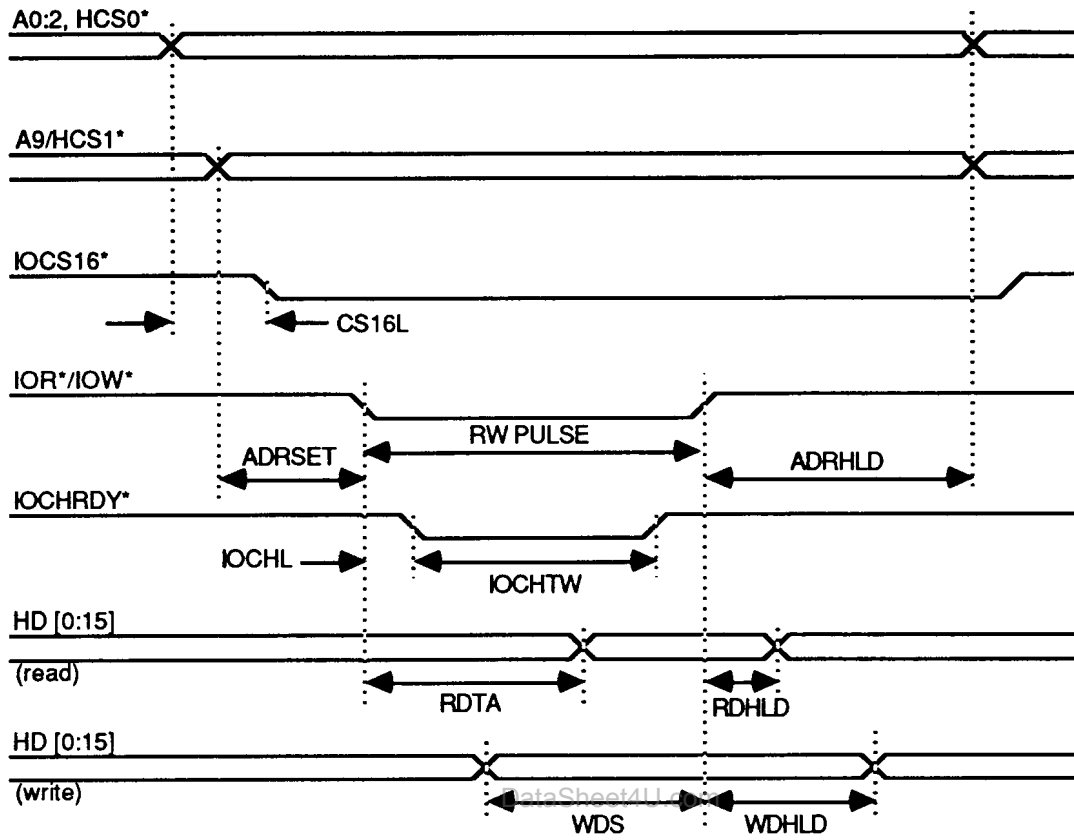 A0:2, HCS0*
A9/HCS1*
IOCS16*
CS16L
IOR*/IOW*
RW PULSE
ADRSET
ADRHLD
IOCHRDY*
IOCHL
IOCHTW
HD [0:15]
(read)
RDTA
RDHLD
HD [0:15]
(write)
DataSheet4U.com
WDS
WDHLD